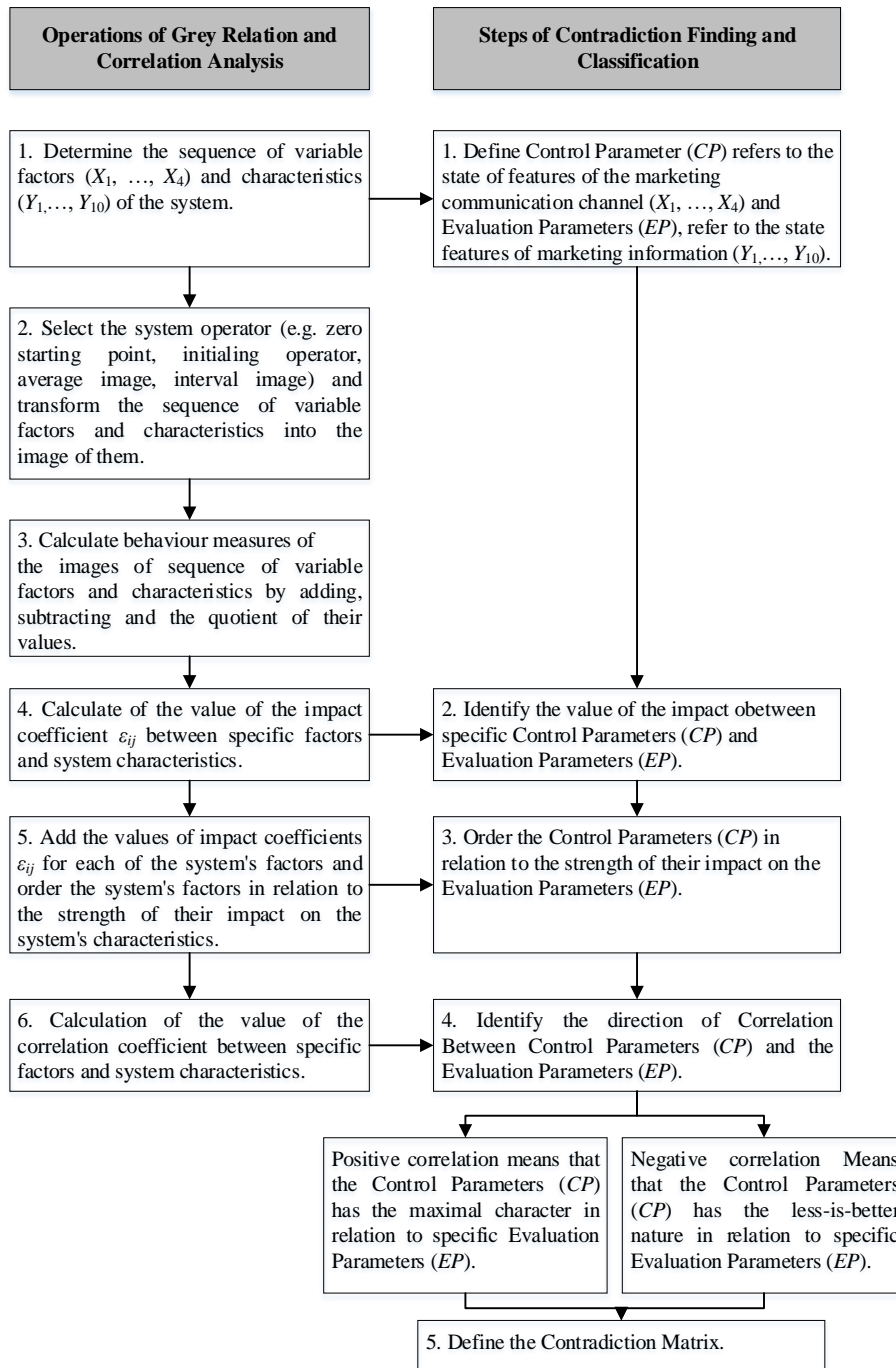 Operations of Grey Relation and
Correlation Analysis
Steps of Contradiction Finding and
Classification
1. Determine the sequence of variable
factors (X1, …, X4) and characteristics
(Y1,…, Y10) of the system.
1. Define Control Parameter (CP) refers to the
state of features of the marketing
communication channel (X1, …, X4) and
Evaluation Parameters (EP), refer to the state
features of marketing information (Y1,…, Y10).
2. Select the system operator (e.g. zero
starting point, initialing operator,
average image, interval image) and
transform the sequence of variable
factors and characteristics into the
image of them.
3. Calculate behaviour measures of
the images of sequence of variable
factors and characteristics by adding,
subtracting and the quotient of their
values.
4. Calculate of the value of the impact
coefficient εij between specific factors
and system characteristics.
2. Identify the value of the impact obetween
specific Control Parameters (CP) and
Evaluation Parameters (EP).
5. Add the values of impact coefficients
εij for each of the system's factors and
order the system's factors in relation to
the strength of their impact on the
system's characteristics.
3. Order the Control Parameters (CP) in
relation to the strength of their impact on the
Evaluation Parameters (EP).
6. Calculation of the value of the
correlation coefficient between specific
factors and system characteristics.
4. Identify the direction of Correlation
Between Control Parameters (CP) and the
Evaluation Parameters (EP).
Positive correlation means that
the Control Parameters (CP)
has the maximal character in
relation to specific Evaluation
Parameters (EP).
Negative correlation Means
that the Control Parameters
(CP) has the less-is-better
nature in relation to specific
Evaluation Parameters (EP).
5. Define the Contradiction Matrix.